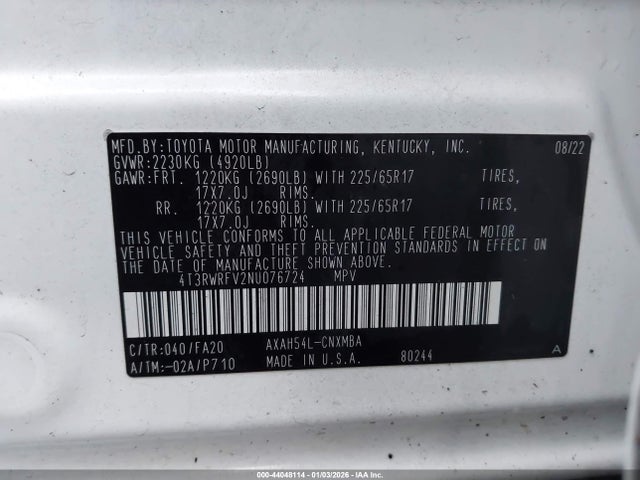 MFD.BY:TOYOTA MOTOR MANUFACTURING, KENTUCKY, INC. 08/22
GVWR:2230KG (4920LB)
GAWR:FRT. 1220KG (2690LB) WITH 225/65R17 TIRES,
17X7.0J RIMS.
RR. 1220KG (2690LB) WITH 225/65R17 TIRES,
17X7.0J RIMS.
THIS VEHICLE CONFORMS TO ALL APPLICABLE FEDERAL MOTOR
VEHICLE SAFETY AND THEFT PREVENTION STANDARDS IN EFFECT ON
THE DATE OF MANUFACTURE SHOWN ABOVE.
4T3RWRFV2NU076724 MPV
C/TR:040/FA20 AXAH54L-CNXMBA
A/TM:-02A/P710 MADE IN U.S.A. 80244 A
000-44048114 - 01/03/2026 - IAAI, Inc.